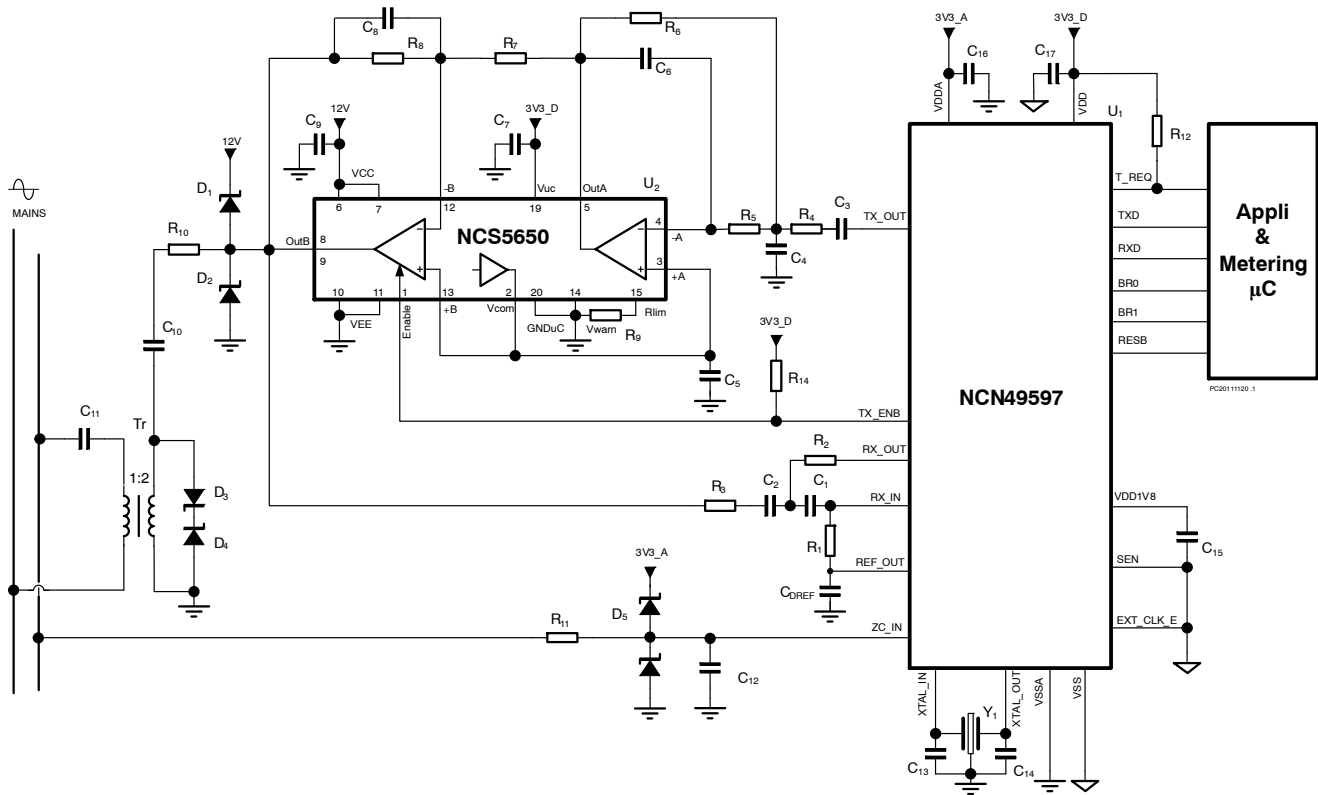 3V3_A
3V3_D
C8
R6
R8
R7
C6
C16
C17
VDDA
VDD
U1
R12
12V
3V3_D
C9
C7
12V
VCC
-B
Vuc
OutA
U2
D1
6
7
12
19
5
T_REQ
MAINS
R10
OutB
8
9
NCS5650
4
-A
3
+A
R5
R4
C3
TX_OUT
C4
TXD
RXD
BR0
BR1
RESB
Appli
&
Metering
µC
D2
10
11
1
13
2
20
14
15
VEE
Enable
+B
Vcom
GNDuC
Vwarn
R9
Rlim
3V3_D
C10
C5
R14
PC20111120 .1
NCN49597
C11
Tr
TX_ENB
R2
RX_OUT
1:2
D3
R3
C2
C1
RX_IN
VDD1V8
D4
R1
C15
3V3_A
REF_OUT
SEN
CDREF
D5
R11
ZC_IN
EXT_CLK_E
C12
XTAL_IN
XTAL_OUT
VSSA
VSS
Y1
C13
C14